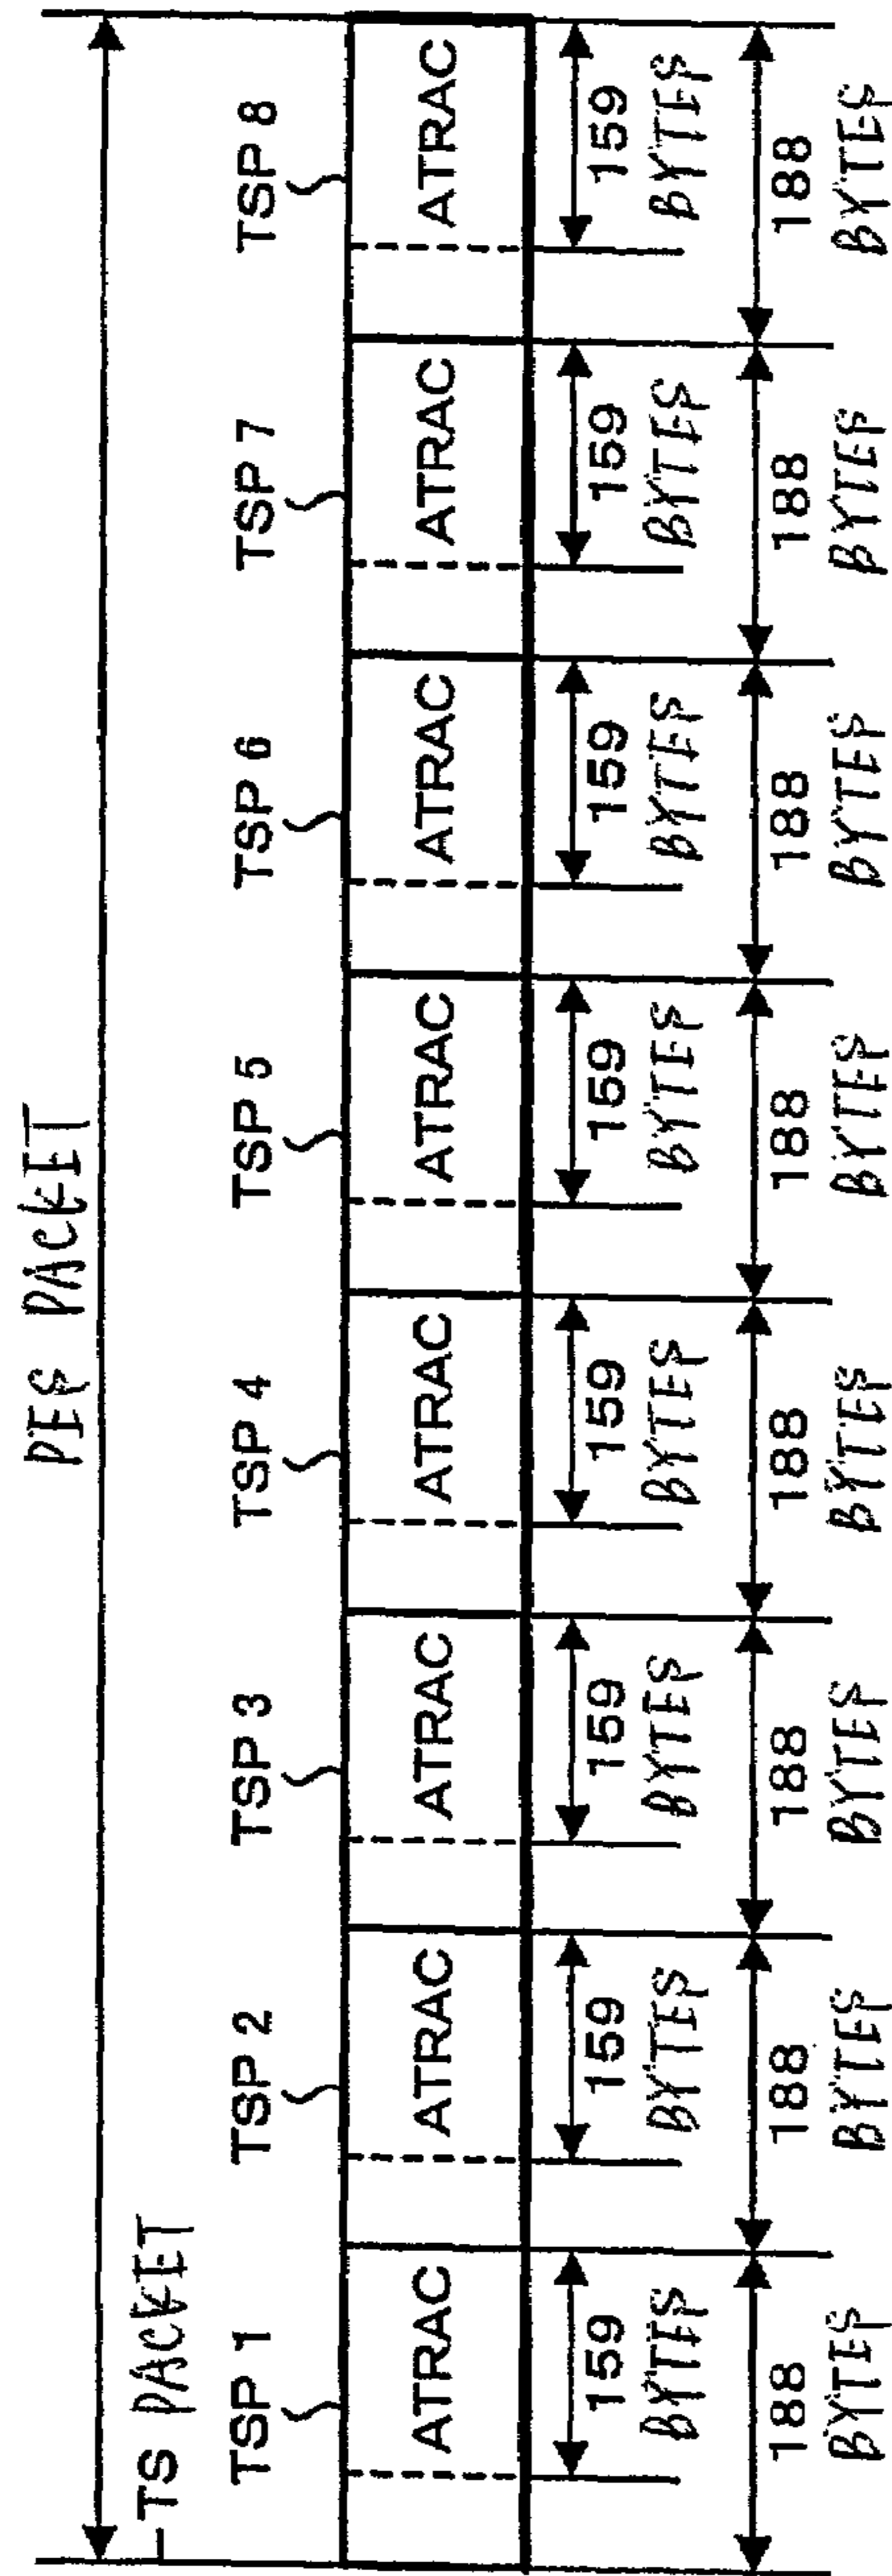 PES PACKET
TS PACKET
TSP 1 TSP 2 TSP 3 TSP 4 TSP 5 TSP 6 TSP 7 TSP 8
ATRAC ATRAC ATRAC ATRAC ATRAC ATRAC ATRAC ATRAC
159 159 159 159 159 159 159 159
BYTES BYTES BYTES BYTES BYTES BYTES BYTES BYTES
188 188 188 188 188 188 188 188
BYTES BYTES BYTES BYTES BYTES BYTES BYTES BYTES